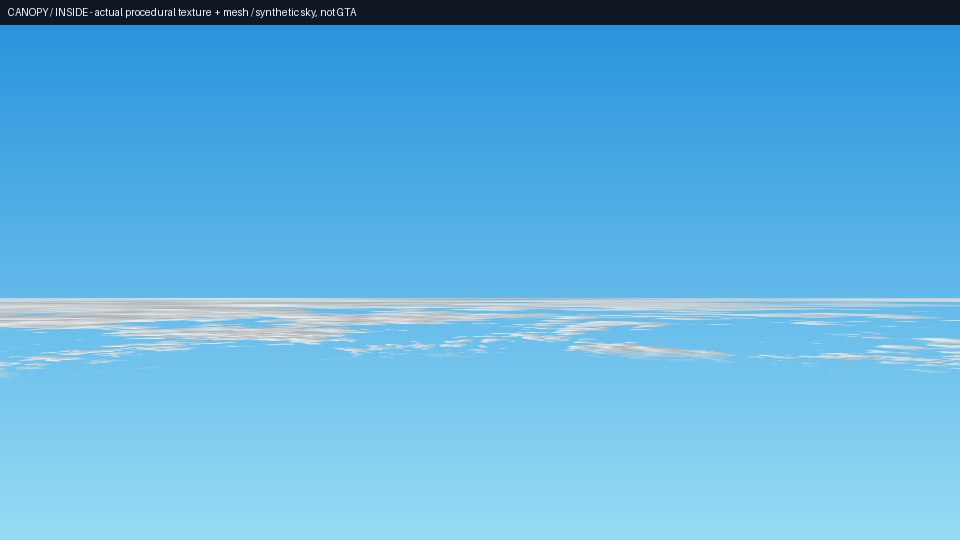 CANOPY / INSIDE - actual procedural texture + mesh / synthetic sky, not GTA